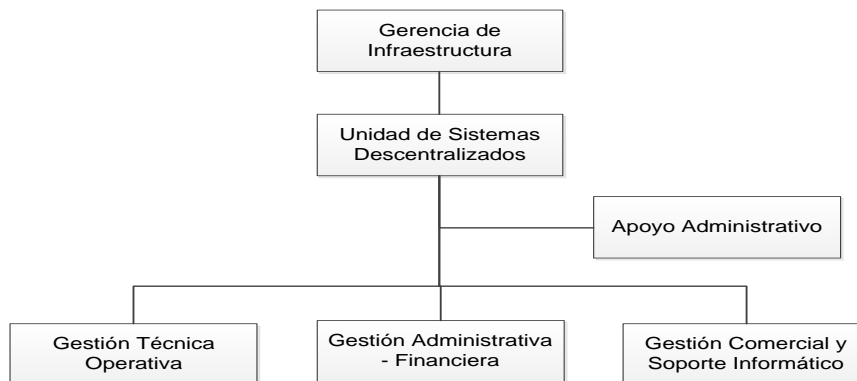 Gerencia de
Infraestructura
Unidad de Sistemas
Descentralizados
Apoyo Administrativo
Gestión Técnica
Operativa
Gestión Administrativa
- Financiera
Gestión Comercial y
Soporte Informático